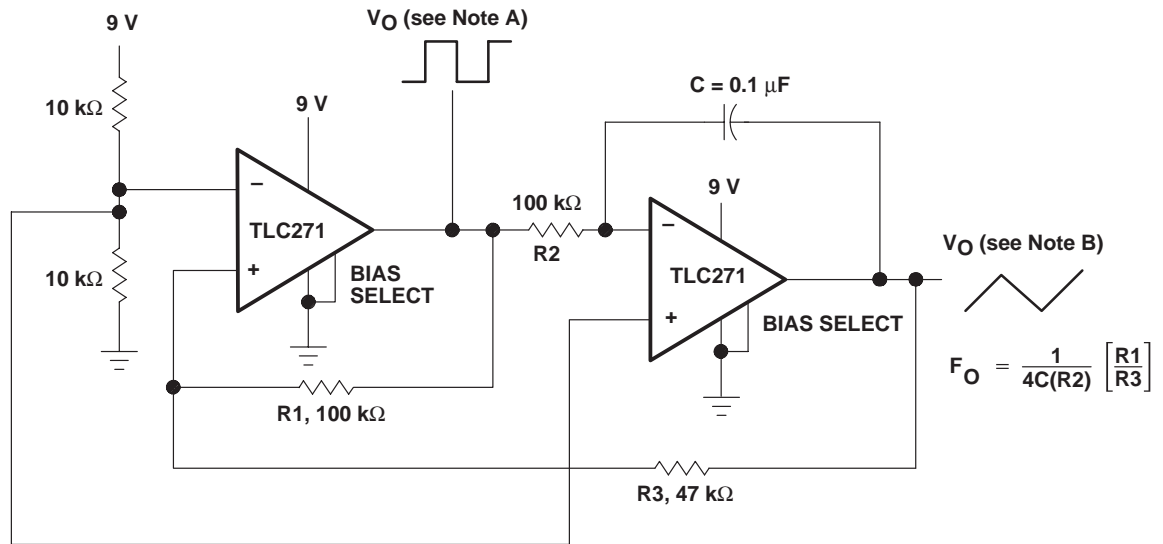 9 V
VO (see Note A)
10 kΩ
9 V
−
TLC271
+
BIAS
SELECT
10 kΩ
R1, 100 kΩ
100 kΩ
R2
C = 0.1 μF
9 V
−
TLC271
+
BIAS SELECT
R3, 47 kΩ
VO (see Note B)
FO = 1/4C(R2) [R1/R3]